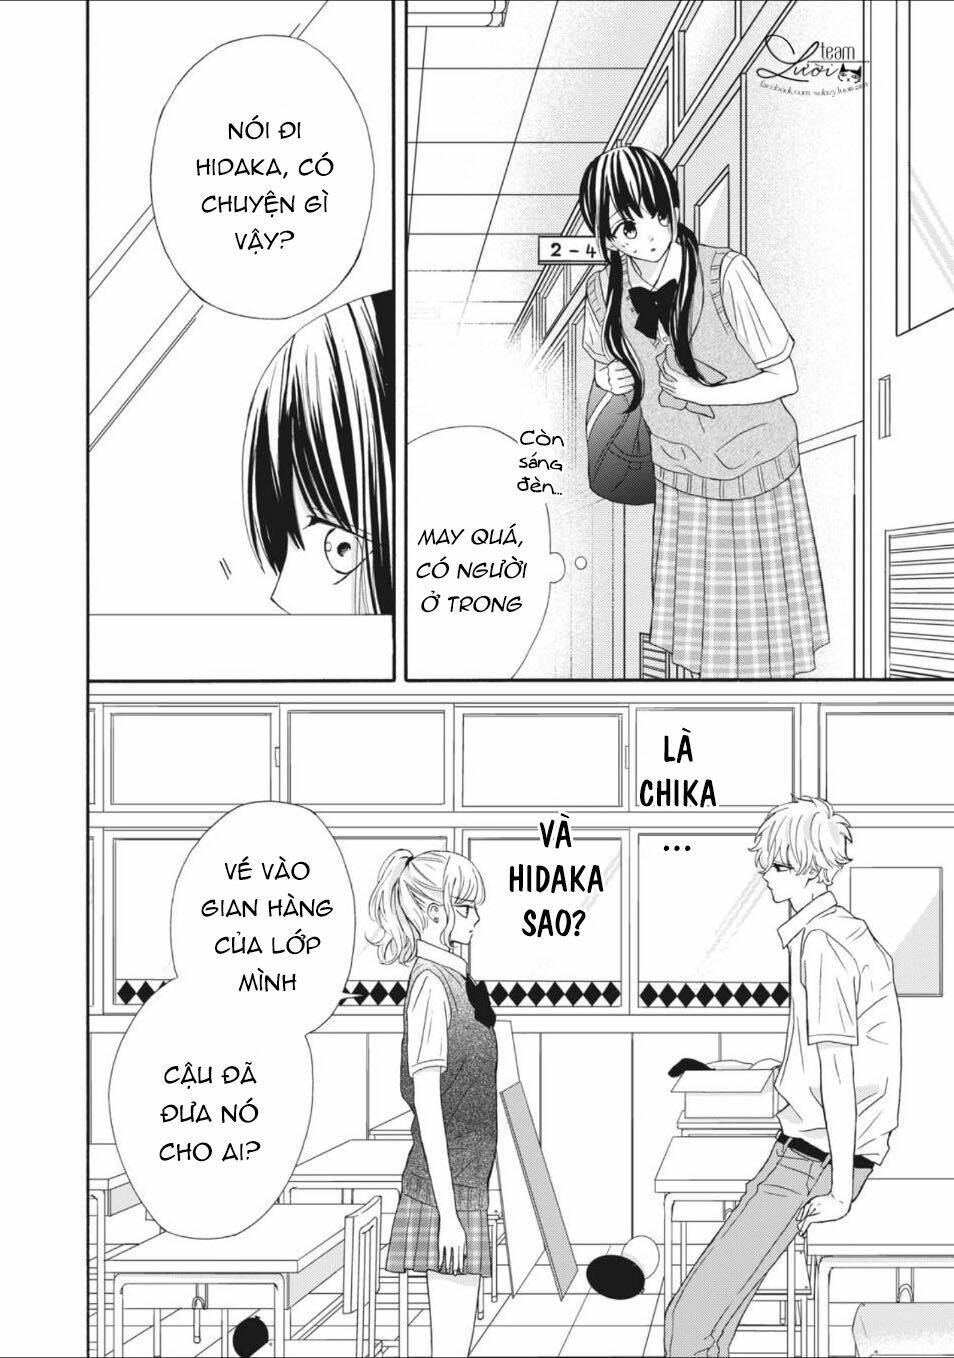 team
Lười
2-4
Còn
sáng
đèn...
MAY QUÁ,
CÓ NGƯỜI
Ở TRONG
NÓI ĐI
HIDAKA, CÓ
CHUYỆN GÌ
VẬY?
LÀ
CHIKA
...
VÀ
HIDAKA
SAO?
VÉ VÀO
GIAN HÀNG
CỦA LỚP
MÌNH
CẬU ĐÃ
ĐƯA NÓ
CHO AI?